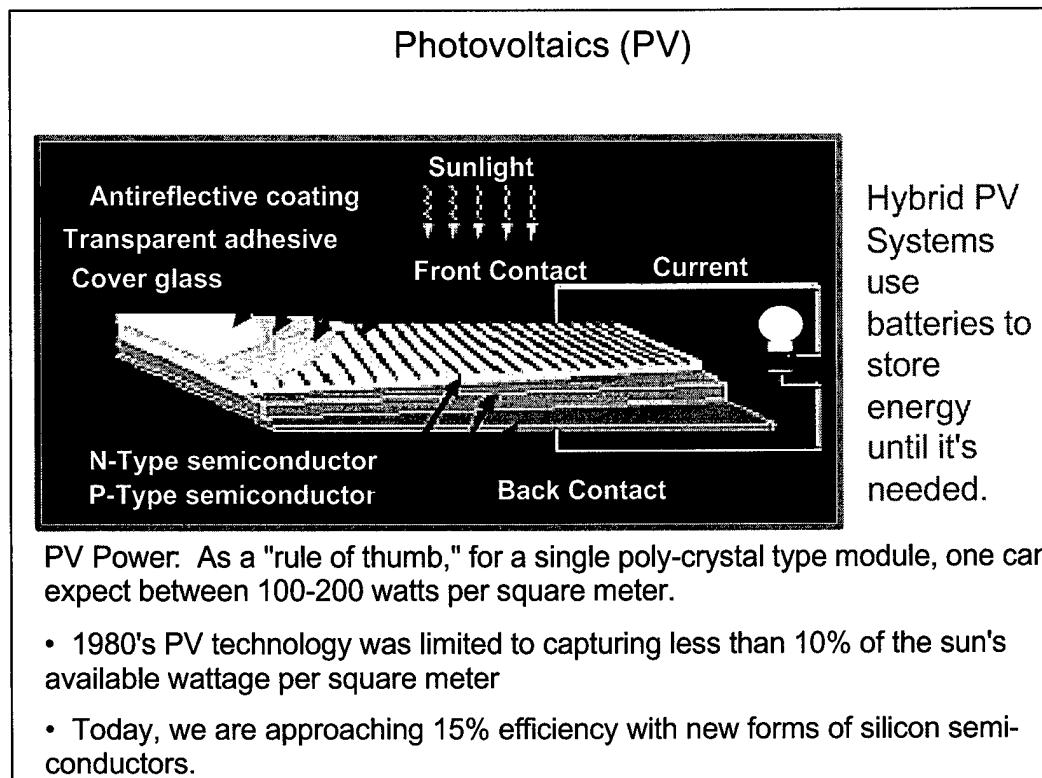 Photovoltaics (PV)
Sunlight
Antireflective coating
Transparent adhesive
Cover glass
Front Contact
Current
N-Type semiconductor
P-Type semiconductor
Back Contact
Hybrid PV
Systems
use
batteries to
store
energy
until it's
needed.
PV Power: As a "rule of thumb," for a single poly-crystal type module, one can
expect between 100-200 watts per square meter.
• 1980's PV technology was limited to capturing less than 10% of the sun's
available wattage per square meter
• Today, we are approaching 15% efficiency with new forms of silicon semi-
conductors.